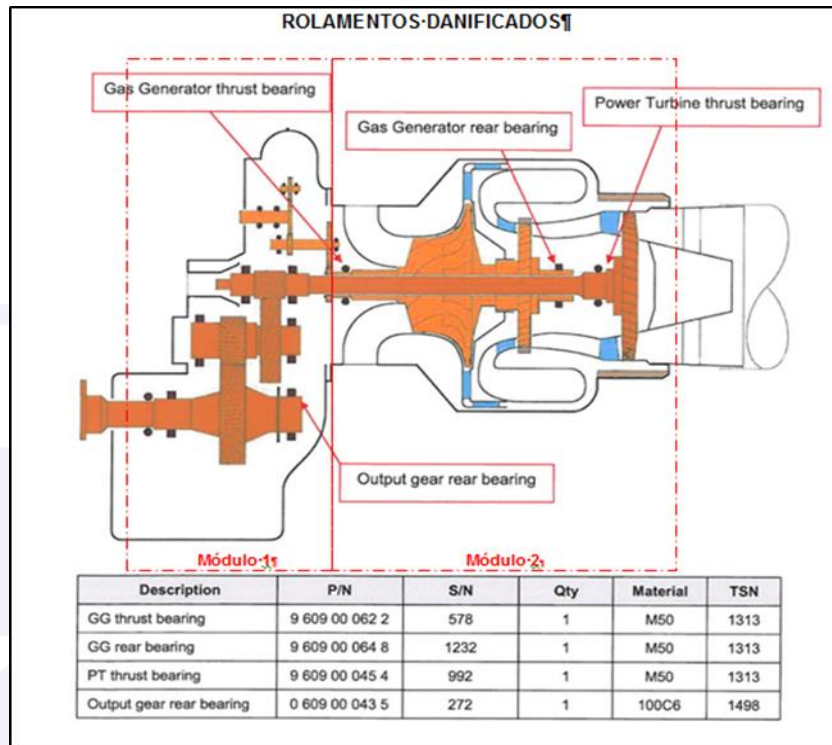 ROLAMENTOS·DANIFICADOS¶
Gas Generator thrust bearing
Gas Generator rear bearing
Power Turbine thrust bearing
Output gear rear bearing
Módulo·1¶
Módulo·2¶
Description P/N S/N Qty Material TSN
GG thrust bearing 9 609 00 062 2 578 1 M50 1313
GG rear bearing 9 609 00 064 8 1232 1 M50 1313
PT thrust bearing 9 609 00 045 4 992 1 M50 1313
Output gear rear bearing 0 609 00 043 5 272 1 100C6 1498